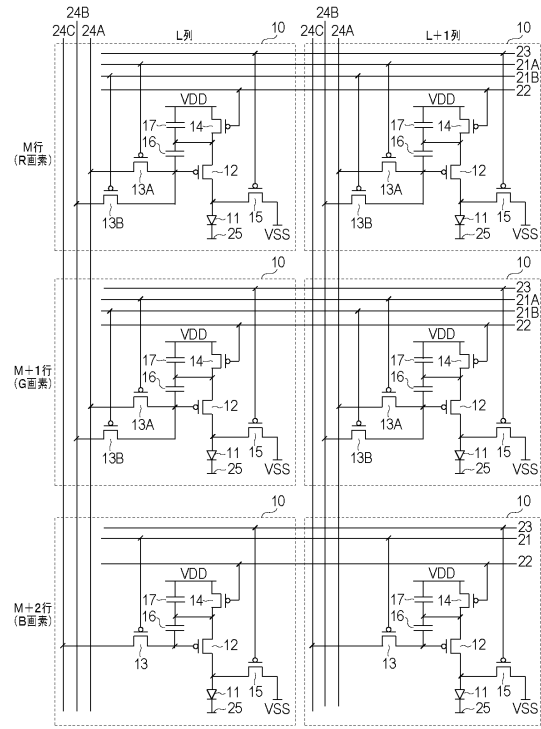 24B
24C 24A
24B
24C 24A
L列
10
L+1列
10
23
21A
21B
22
M行
(R画素)
VDD
17
14
16
12
13A
13B
11
15
25
VSS
VDD
17
14
16
12
13A
13B
11
15
25
VSS
10
10
23
21A
21B
22
M+1行
(G画素)
VDD
17
14
16
12
13A
13B
11
15
25
VSS
VDD
17
14
16
12
13A
13B
11
15
25
VSS
10
10
23
21
22
M+2行
(B画素)
VDD
17
14
16
12
13
11
15
25
VSS
VDD
17
14
16
12
13
11
15
25
VSS